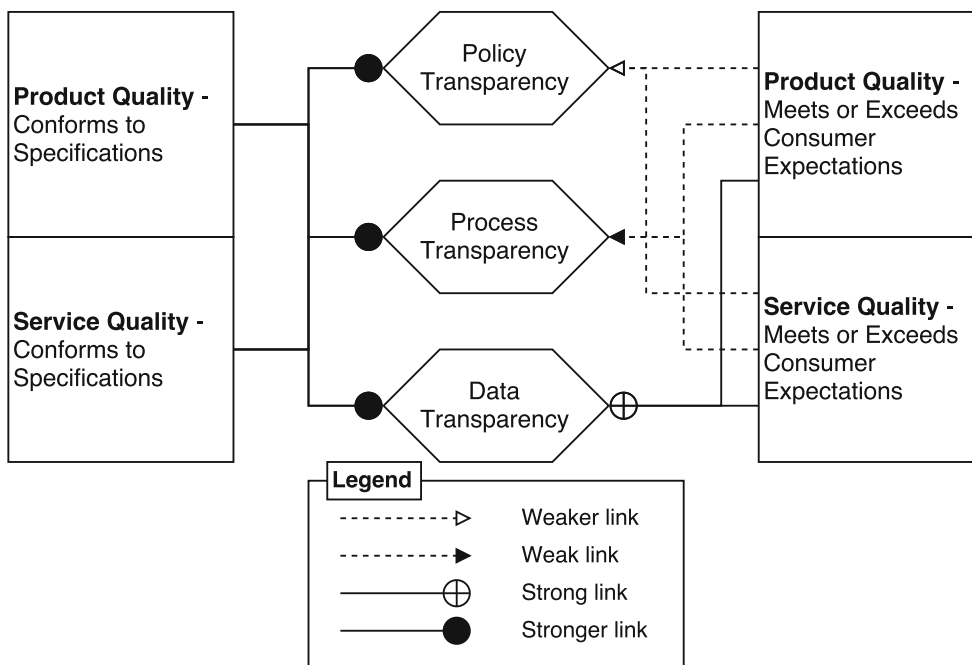 Product Quality -
Conforms to
Specifications
Service Quality -
Conforms to
Specifications
Policy
Transparency
Process
Transparency
Data
Transparency
Product Quality -
Meets or Exceeds
Consumer
Expectations
Service Quality -
Meets or Exceeds
Consumer
Expectations
Legend
Weaker link
Weak link
Strong link
Stronger link